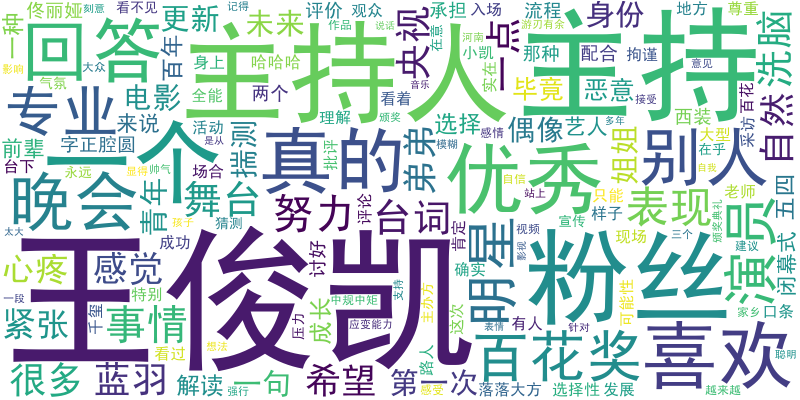 佟丽娅 刻意 看不见 更新 未来 评价 观众 承担 入场 流程 身份 地方 尊重
一种 回答 主持人 主持 央视 一点 洗脑
记得 作品 说话 游刃有余 在意 河南 意见
影响 气氛 大众 百年 身上 哈哈哈 小凯 那种 配合 拘谨
电影 全能 两个 看着 实在 音乐 毕竟 恶意 接受
专业 一个 真的 理解 颁奖 选择 偶像 艺人 西装 采访 百花 自然
前辈 来说 活动 是从 批评 弟弟 感情 模糊 多年 大型 在乎 自我
台下 字正腔圆 揣测 优秀 姐姐 别人
永远 显得 帅气 场合 自信 站上 只能 老师 五四
晚会 青年 舞台 努力 评论 台词 宣传 样子 表现 颁奖典礼
孩子 猜测 肯定 视频 现场 三个 建议
太大 成功 讨好 确实 影视 演员 闭幕式
心疼 感觉 王俊凯 明星 粉丝
一段 千玺 特别 中规中矩 支持 主办方 这次 可能性
紧张 事情 压力 成长 应变能力 表情 有人 针对 家乡 口条
看过 想法 路人 百花奖 喜欢 聪明
很多 蓝羽 解读 一句 强行 希望 第一次 感受 落落大方 选择性 发展 越来越